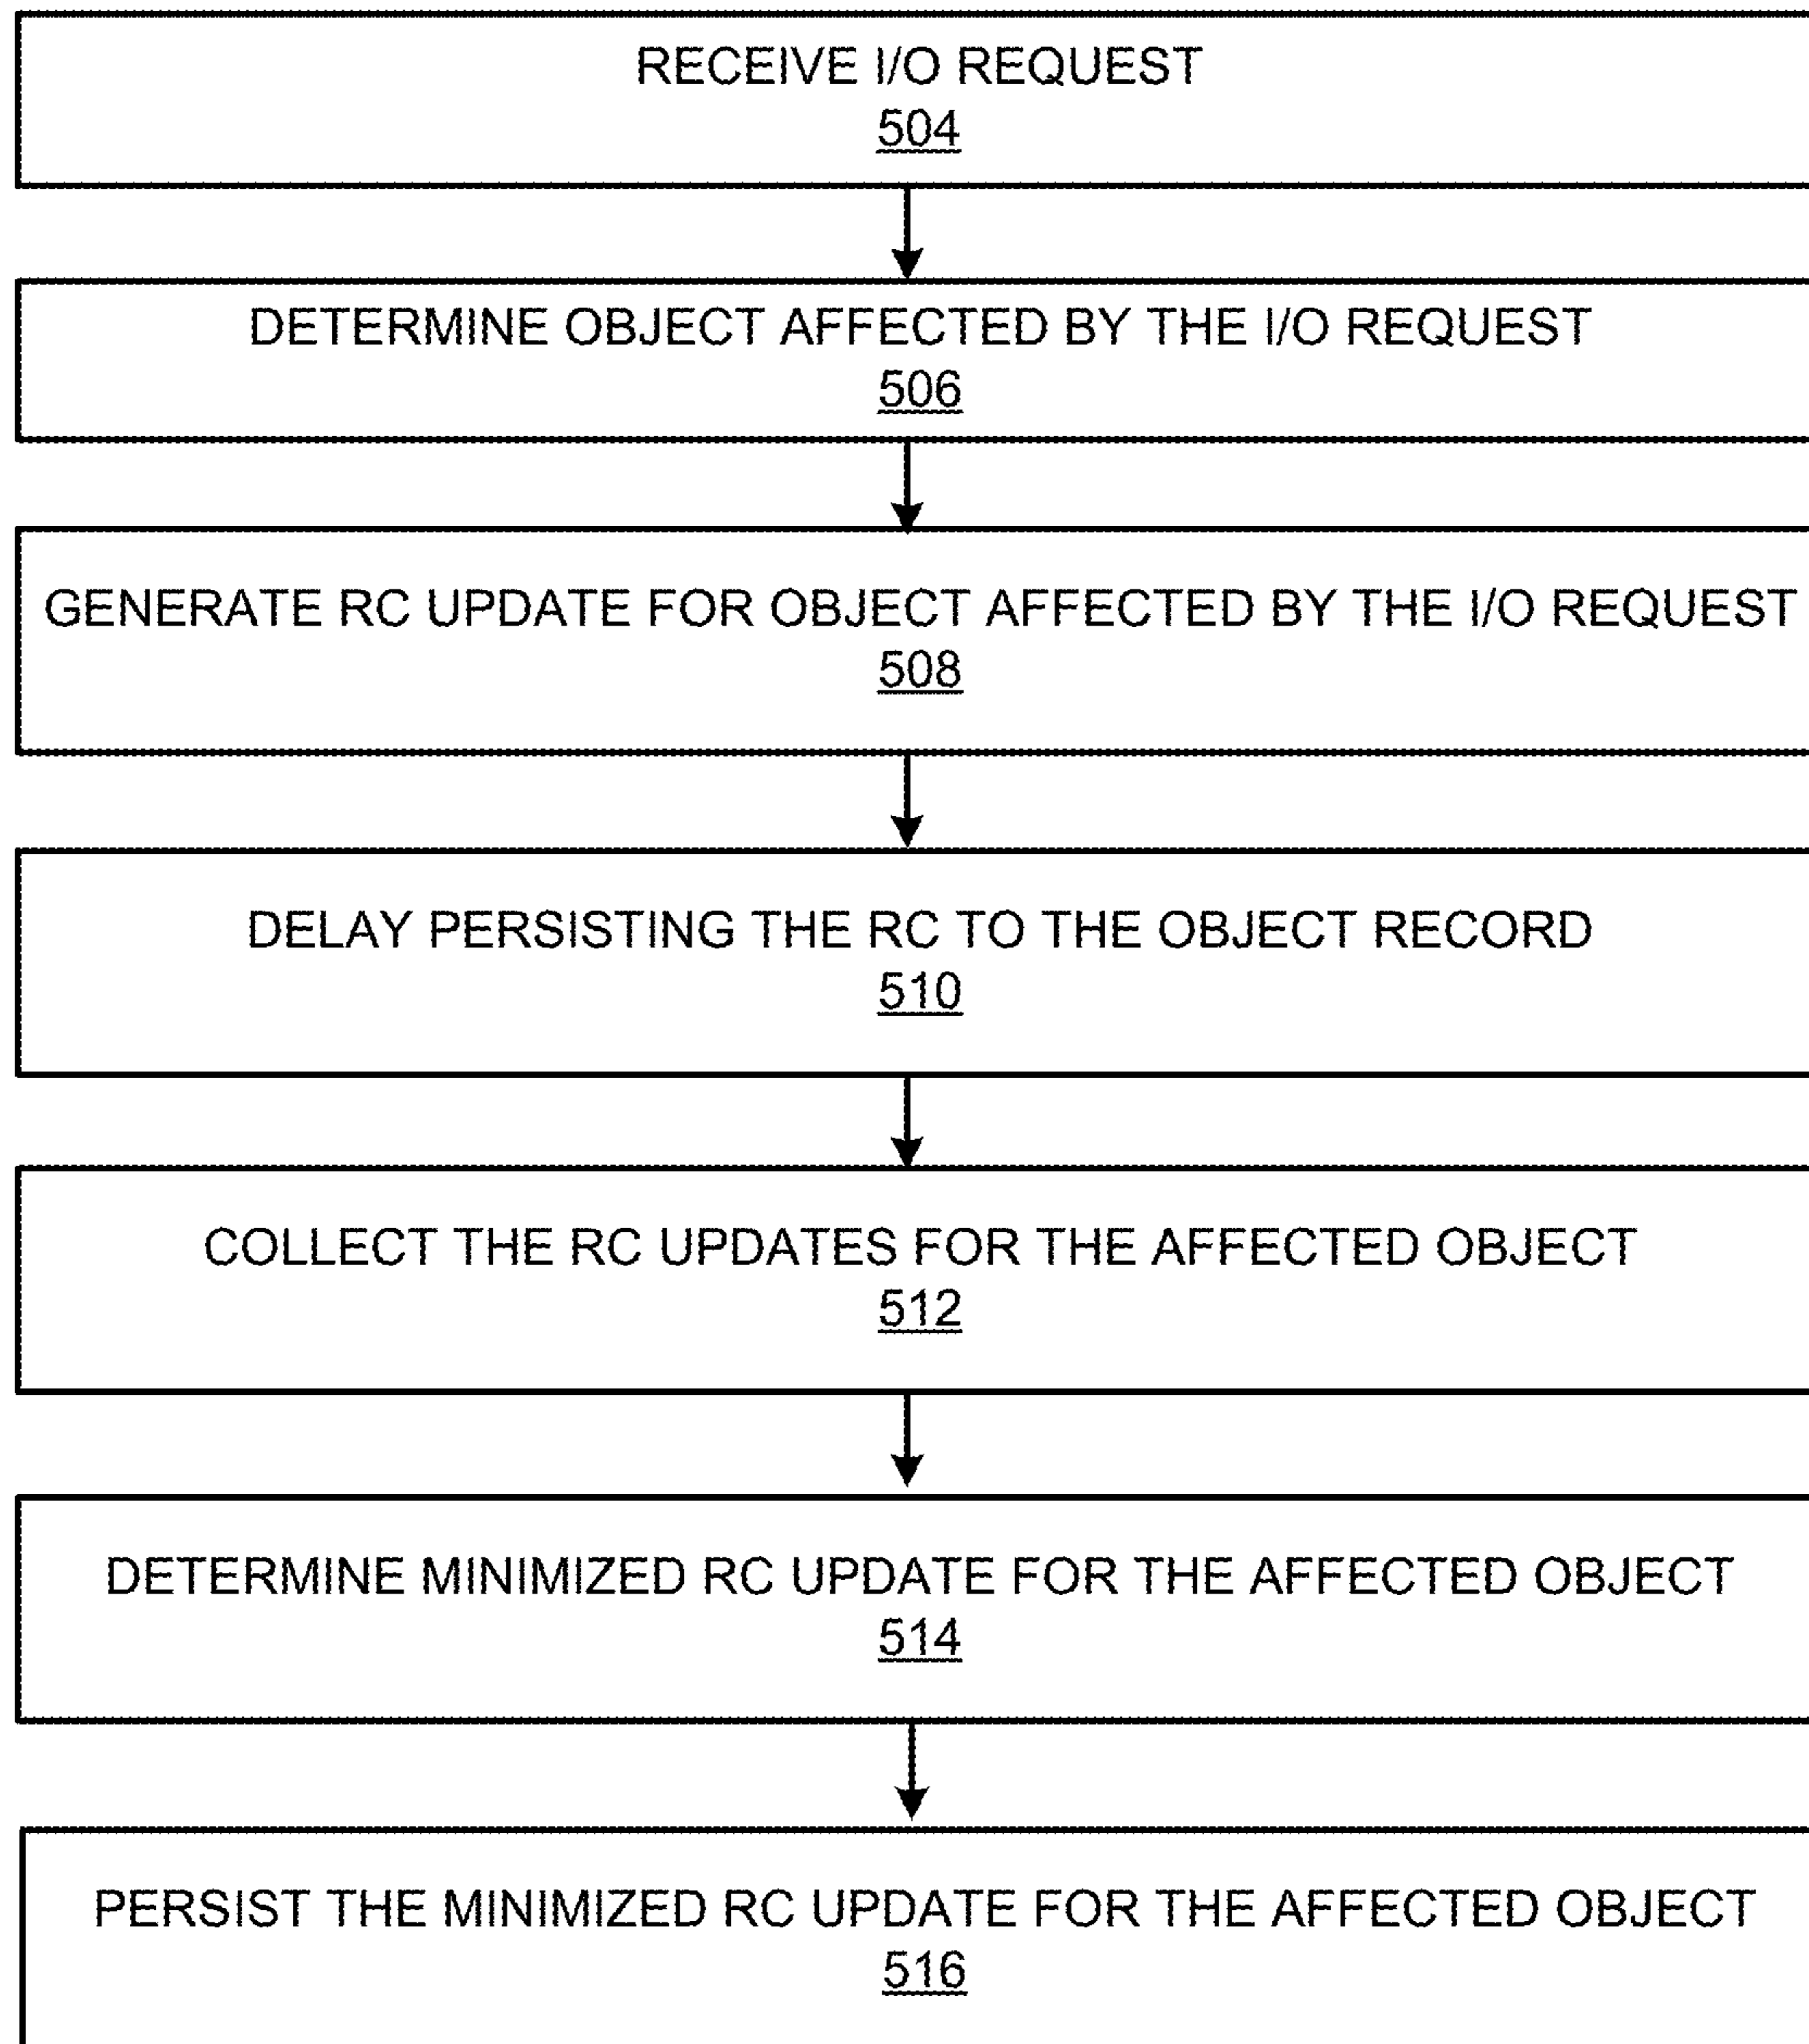 RECEIVE I/O REQUEST
504
DETERMINE OBJECT AFFECTED BY THE I/O REQUEST
506
GENERATE RC UPDATE FOR OBJECT AFFECTED BY THE I/O REQUEST
508
DELAY PERSISTING THE RC TO THE OBJECT RECORD
510
COLLECT THE RC UPDATES FOR THE AFFECTED OBJECT
512
DETERMINE MINIMIZED RC UPDATE FOR THE AFFECTED OBJECT
514
PERSIST THE MINIMIZED RC UPDATE FOR THE AFFECTED OBJECT
516